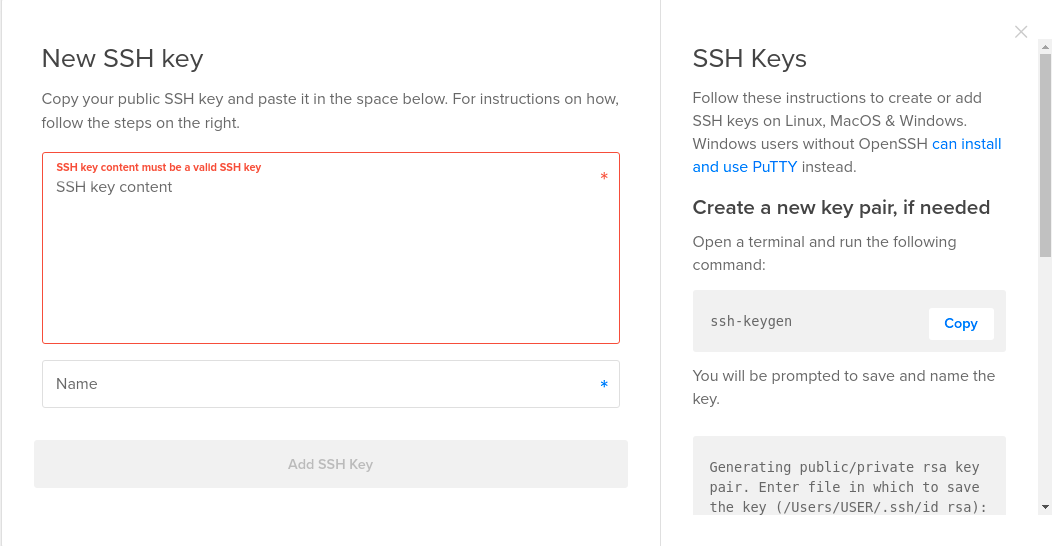 New SSH key
Copy your public SSH key and paste it in the space below. For instructions on how,
follow the steps on the right.
SSH key content must be a valid SSH key
SSH key content
*
Name
*
Add SSH Key
SSH Keys
Follow these instructions to create or add
SSH keys on Linux, MacOS & Windows.
Windows users without OpenSSH can install
and use PuTTY instead.
Create a new key pair, if needed
Open a terminal and run the following
command:
ssh-keygen
Copy
You will be prompted to save and name the
key.
Generating public/private rsa key
pair. Enter file in which to save
the key (/Users/USER/.ssh/id rsa):